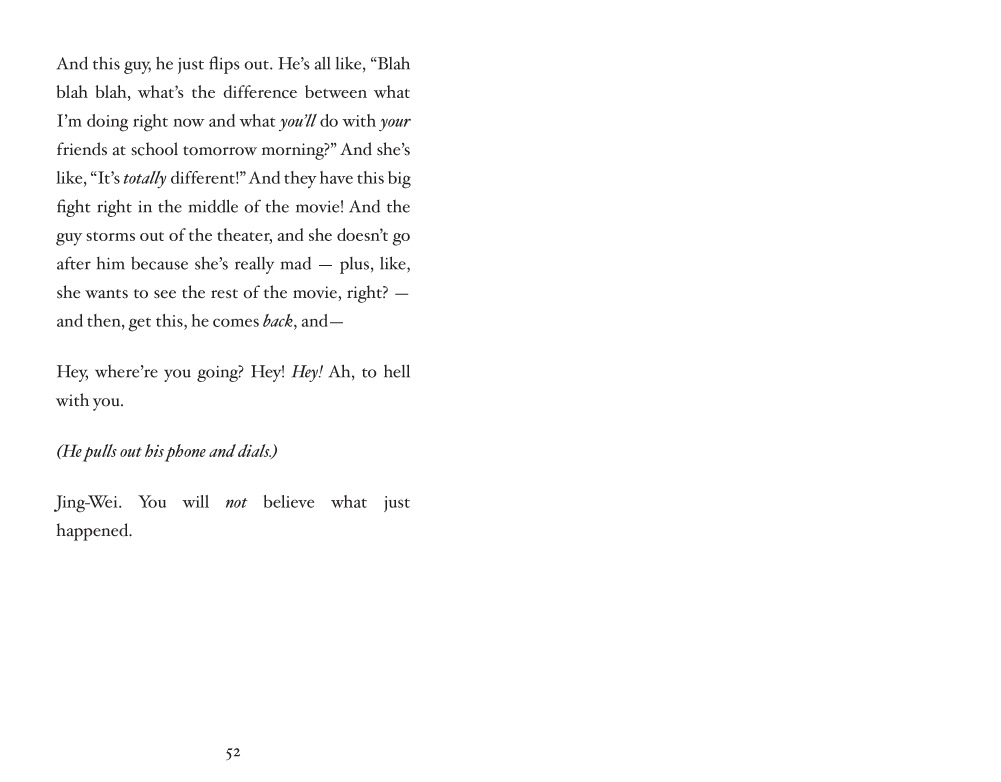 And this guy, he just flips out. He’s all like, “Blah
blah blah, what’s the difference between what
I’m doing right now and what you’ll do with your
friends at school tomorrow morning?” And she’s
like, “It’s totally different!” And they have this big
fight right in the middle of the movie! And the
guy storms out of the theater, and she doesn’t go
after him because she’s really mad — plus, like,
she wants to see the rest of the movie, right? —
and then, get this, he comes back, and—
Hey, where’re you going? Hey! Hey! Ah, to hell
with you.
(He pulls out his phone and dials.)
Jing-Wei. You will not believe what just
happened.
52